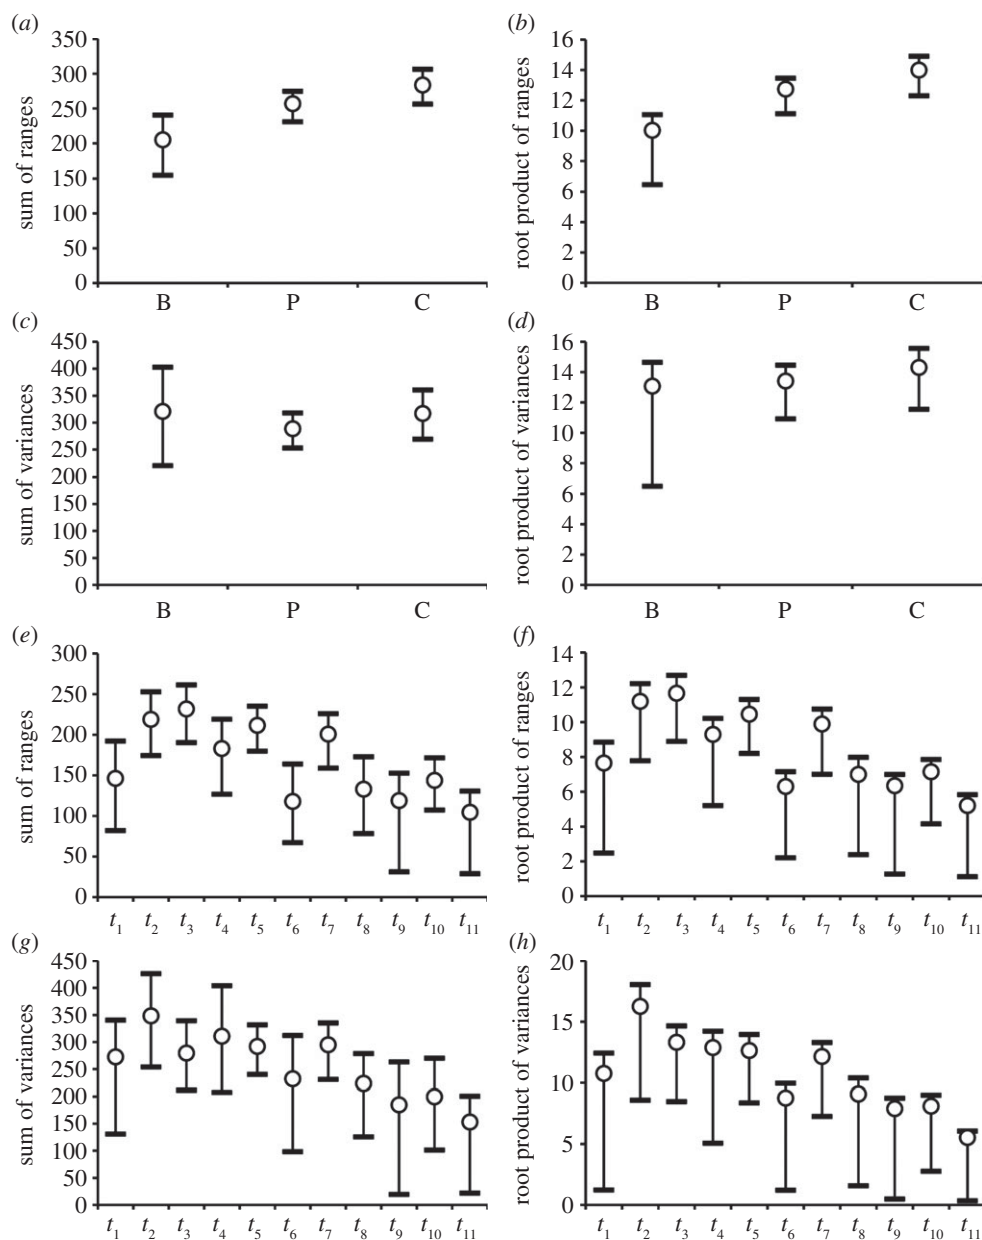 (a)
350
300
250
200
150
100
50
0
sum of ranges
B P C
(b)
16
14
12
10
8
6
4
2
0
root product of ranges
B P C
(c)
450
400
350
300
250
200
150
100
50
0
sum of variances
B P C
(d)
16
14
12
10
8
6
4
2
0
root product of variances
B P C
(e)
300
250
200
150
100
50
0
sum of ranges
t1 t2 t3 t4 t5 t6 t7 t8 t9 t10 t11
(f)
14
12
10
8
6
4
2
0
root product of ranges
t1 t2 t3 t4 t5 t6 t7 t8 t9 t10 t11
(g)
450
400
350
300
250
200
150
100
50
0
sum of variances
t1 t2 t3 t4 t5 t6 t7 t8 t9 t10 t11
(h)
20
15
10
5
0
root product of variances
t1 t2 t3 t4 t5 t6 t7 t8 t9 t10 t11